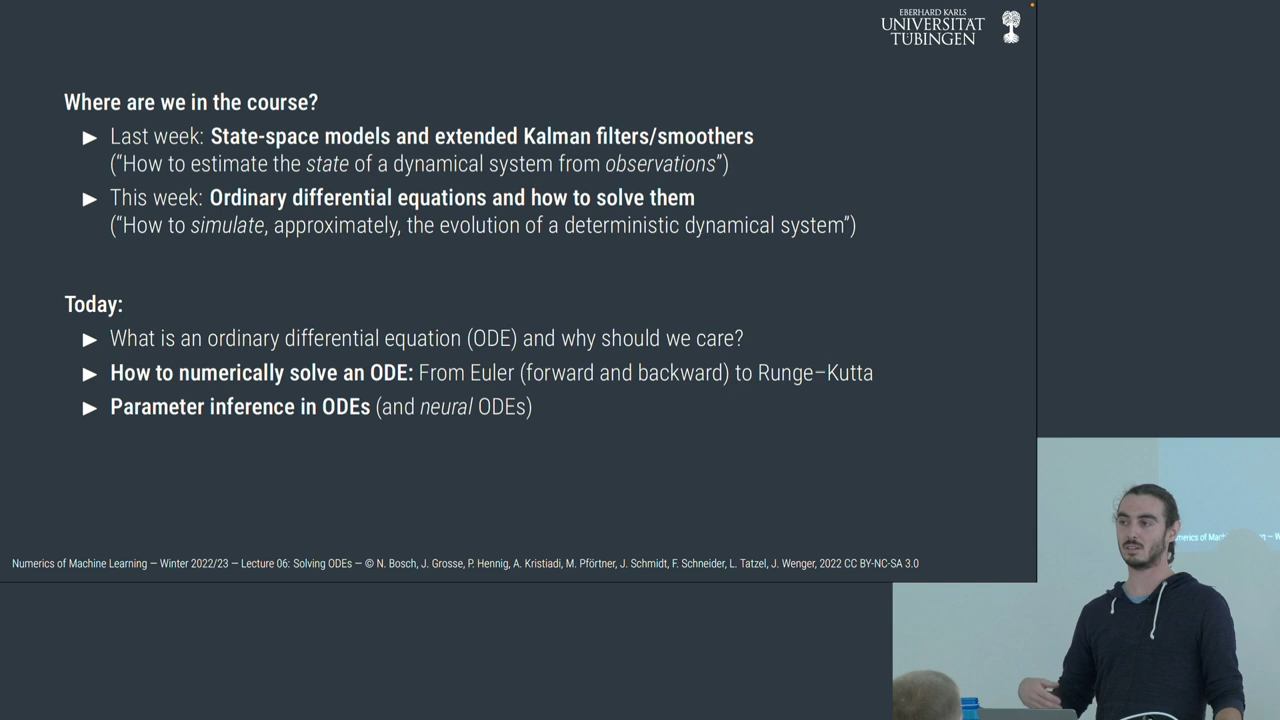 EBERHARD KARLS
UNIVERSITÄT
TÜBINGEN
Where are we in the course?
▶ Last week: State-space models and extended Kalman filters/smoothers
(“How to estimate the state of a dynamical system from observations”)
▶ This week: Ordinary differential equations and how to solve them
(“How to simulate, approximately, the evolution of a deterministic dynamical system”)
Today:
▶ What is an ordinary differential equation (ODE) and why should we care?
▶ How to numerically solve an ODE: From Euler (forward and backward) to Runge–Kutta
▶ Parameter inference in ODEs (and neural ODEs)
Numerics of Machine Learning — Winter 2022/23 — Lecture 06: Solving ODEs — © N. Bosch, J. Grosse, P. Hennig, A. Kristiadi, M. Pförtner, J. Schmidt, F. Schneider, L. Tatzel, J. Wenger, 2022 CC BY-NC-SA 3.0